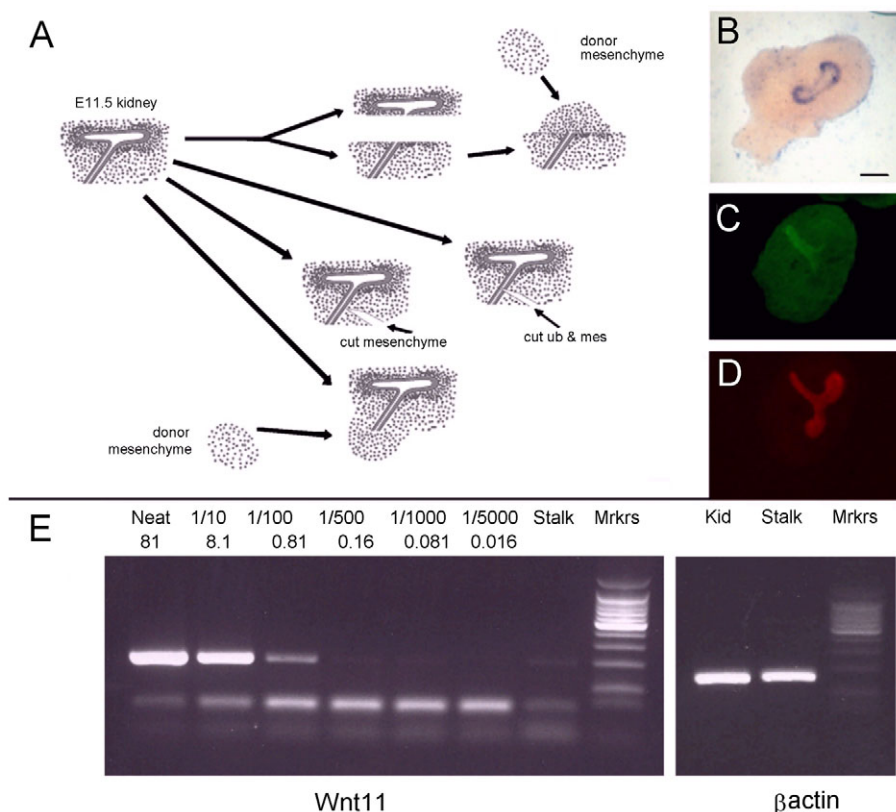 A
E11.5 kidney
donor
mesenchyme
cut mesenchyme
cut ub & mes
donor
mesenchyme
B
C
D
E
Neat 1/10 1/100 1/500 1/1000 1/5000 Stalk Mrkrs
81 8.1 0.81 0.16 0.081 0.016
Kid Stalk Mrkrs
Wnt11
βactin